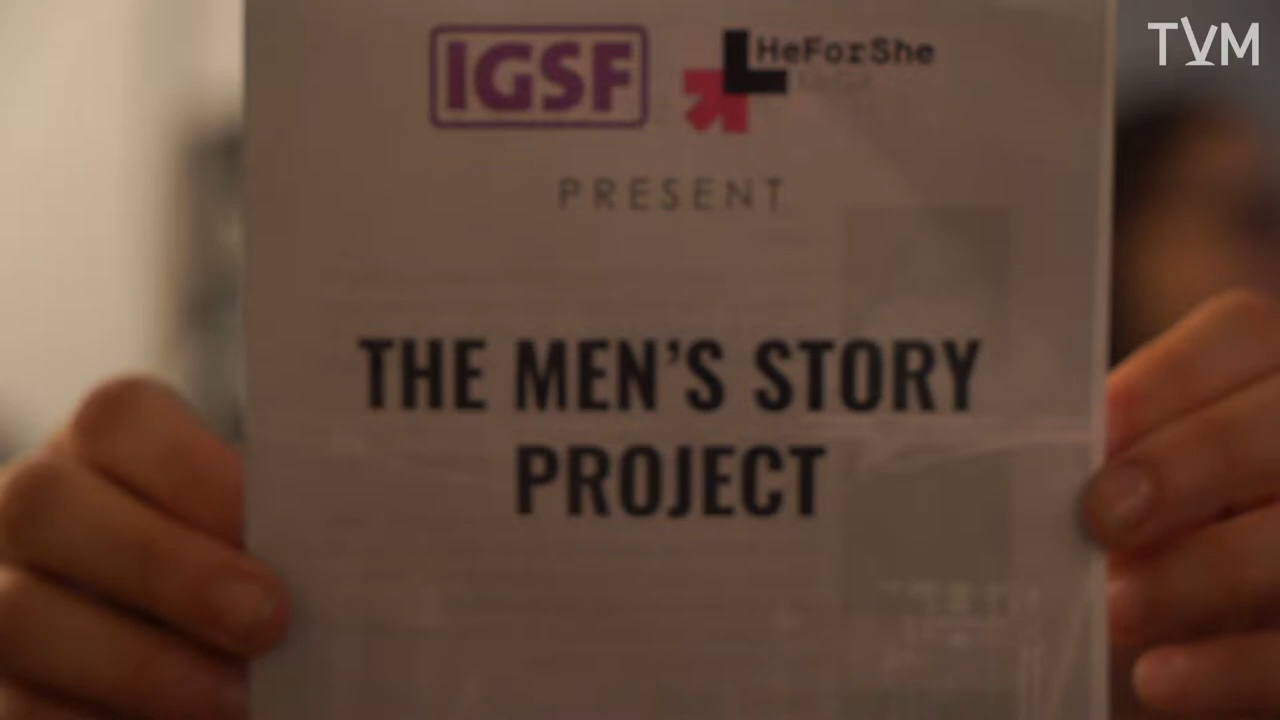 TVM
IGSF
HeForShe
PRESENT
THE MEN'S STORY
PROJECT